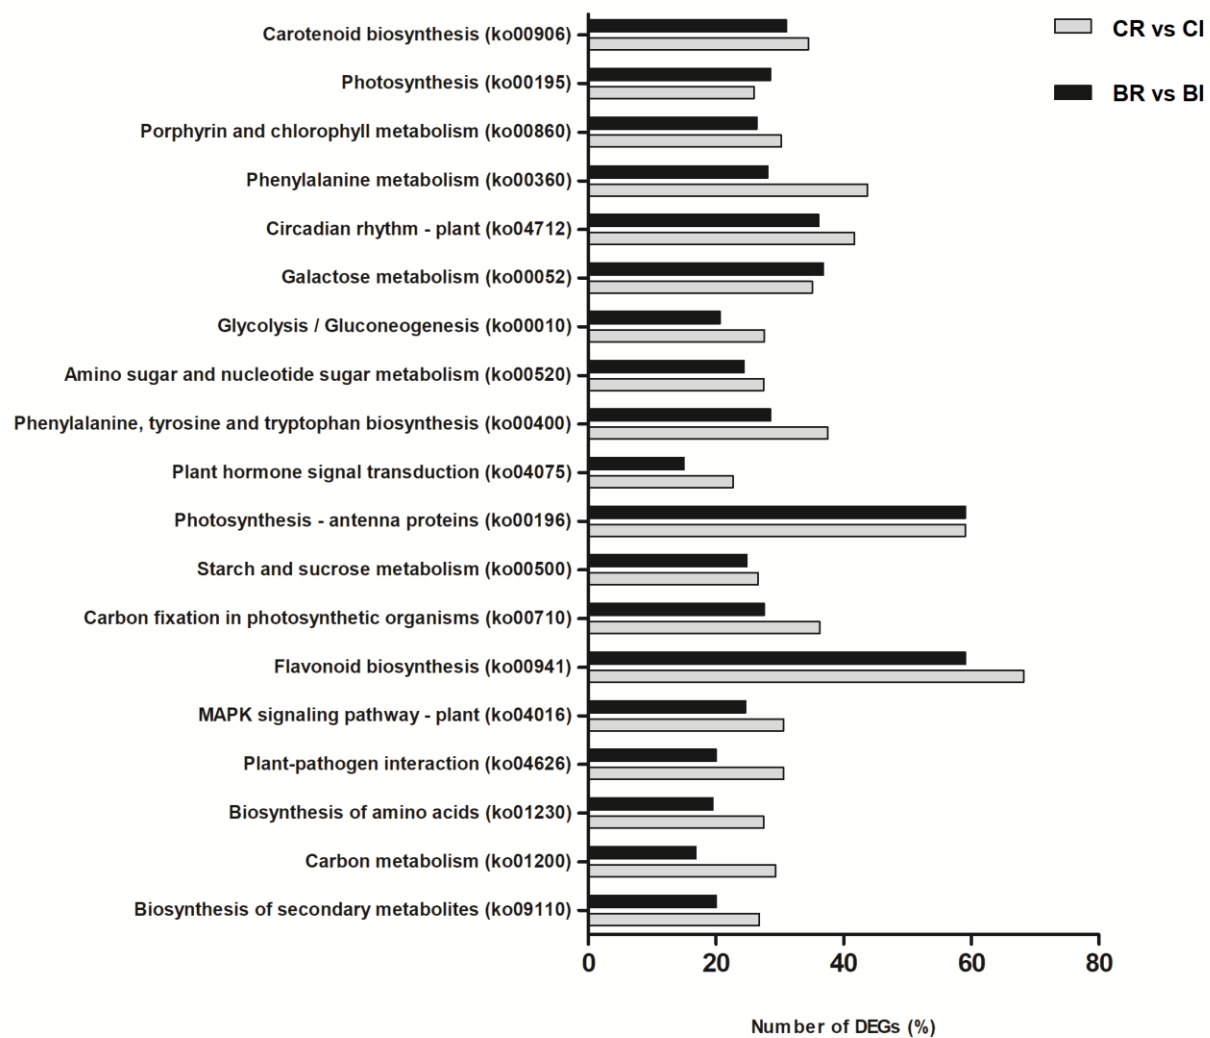 Carotenoid biosynthesis (ko00906)
Photosynthesis (ko00195)
Porphyrin and chlorophyll metabolism (ko00860)
Phenylalanine metabolism (ko00360)
Circadian rhythm - plant (ko04712)
Galactose metabolism (ko00052)
Glycolysis / Gluconeogenesis (ko00010)
Amino sugar and nucleotide sugar metabolism (ko00520)
Phenylalanine, tyrosine and tryptophan biosynthesis (ko00400)
Plant hormone signal transduction (ko04075)
Photosynthesis - antenna proteins (ko00196)
Starch and sucrose metabolism (ko00500)
Carbon fixation in photosynthetic organisms (ko00710)
Flavonoid biosynthesis (ko00941)
MAPK signaling pathway - plant (ko04016)
Plant-pathogen interaction (ko04626)
Biosynthesis of amino acids (ko01230)
Carbon metabolism (ko01200)
Biosynthesis of secondary metabolites (ko09110)
0 20 40 60 80
Number of DEGs (%)
CR vs CI
BR vs BI